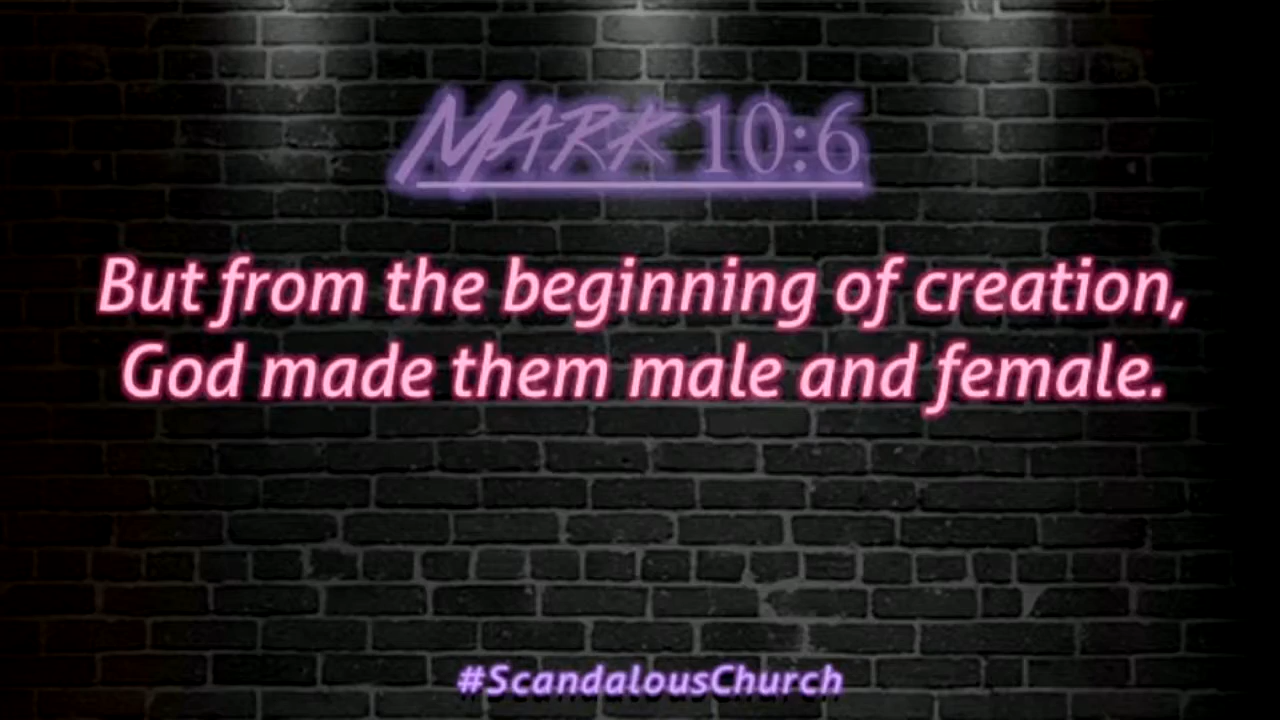 MARK 10:6
But from the beginning of creation,
God made them male and female.
#ScandalousChurch